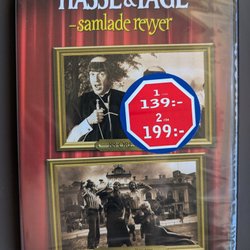 HASSE & TAGE
– samlade revyer
1
139:-
2
199:-